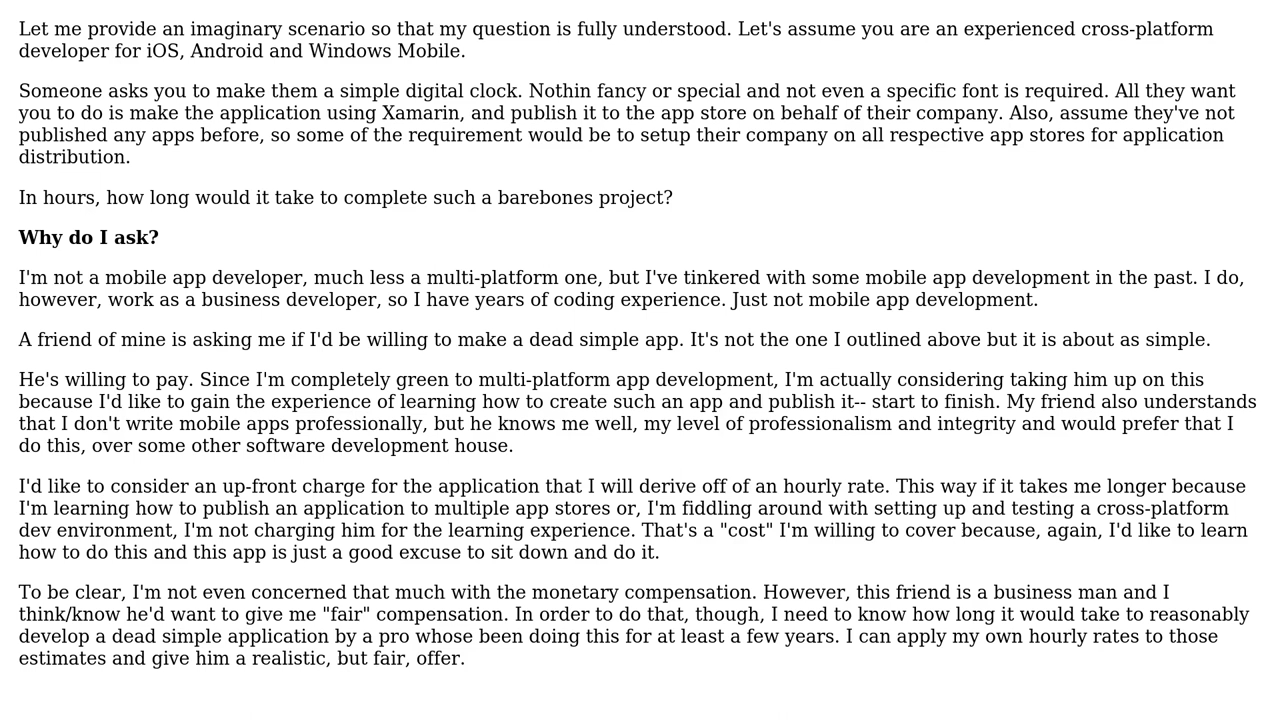 Let me provide an imaginary scenario so that my question is fully understood. Let's assume you are an experienced cross-platform
developer for iOS, Android and Windows Mobile.
Someone asks you to make them a simple digital clock. Nothin fancy or special and not even a specific font is required. All they want
you to do is make the application using Xamarin, and publish it to the app store on behalf of their company. Also, assume they've not
published any apps before, so some of the requirement would be to setup their company on all respective app stores for application
distribution.
In hours, how long would it take to complete such a barebones project?
Why do I ask?
I'm not a mobile app developer, much less a multi-platform one, but I've tinkered with some mobile app development in the past. I do,
however, work as a business developer, so I have years of coding experience. Just not mobile app development.
A friend of mine is asking me if I'd be willing to make a dead simple app. It's not the one I outlined above but it is about as simple.
He's willing to pay. Since I'm completely green to multi-platform app development, I'm actually considering taking him up on this
because I'd like to gain the experience of learning how to create such an app and publish it-- start to finish. My friend also understands
that I don't write mobile apps professionally, but he knows me well, my level of professionalism and integrity and would prefer that I
do this, over some other software development house.
I'd like to consider an up-front charge for the application that I will derive off of an hourly rate. This way if it takes me longer because
I'm learning how to publish an application to multiple app stores or, I'm fiddling around with setting up and testing a cross-platform
dev environment, I'm not charging him for the learning experience. That's a "cost" I'm willing to cover because, again, I'd like to learn
how to do this and this app is just a good excuse to sit down and do it.
To be clear, I'm not even concerned that much with the monetary compensation. However, this friend is a business man and I
think/know he'd want to give me "fair" compensation. In order to do that, though, I need to know how long it would take to reasonably
develop a dead simple application by a pro whose been doing this for at least a few years. I can apply my own hourly rates to those
estimates and give him a realistic, but fair, offer.